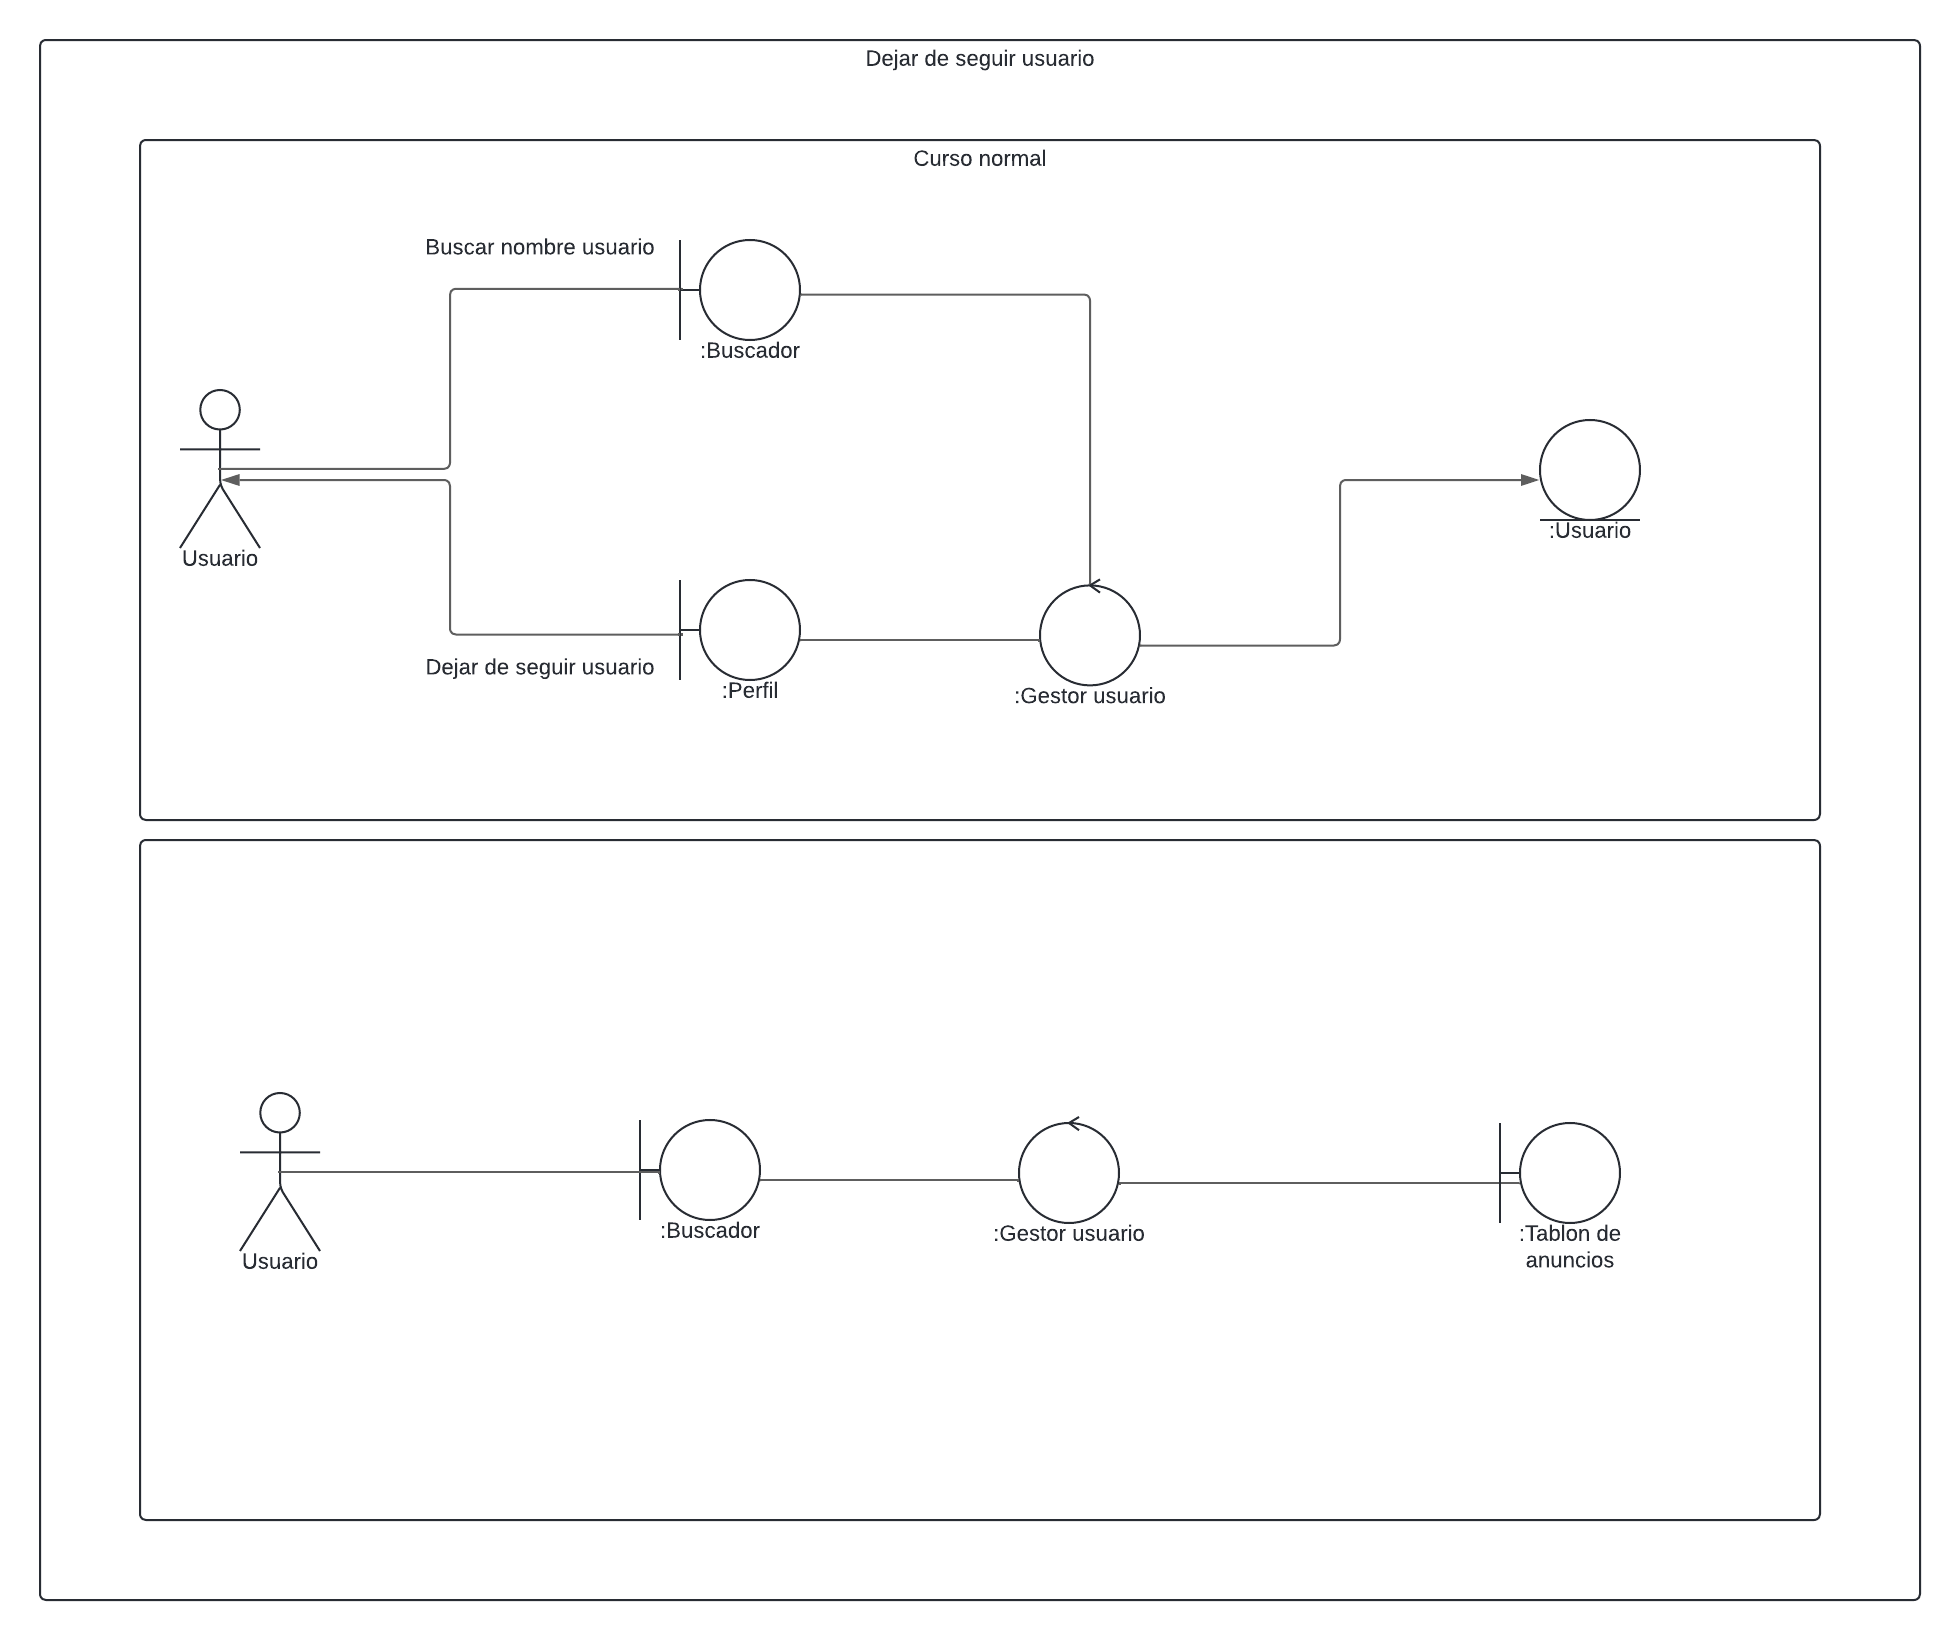 Dejar de seguir usuario
Curso normal
Buscar nombre usuario
:Buscador
Usuario
:Usuario
Dejar de seguir usuario
:Perfil
:Gestor usuario
Usuario
:Buscador
:Gestor usuario
:Tablon de
anuncios